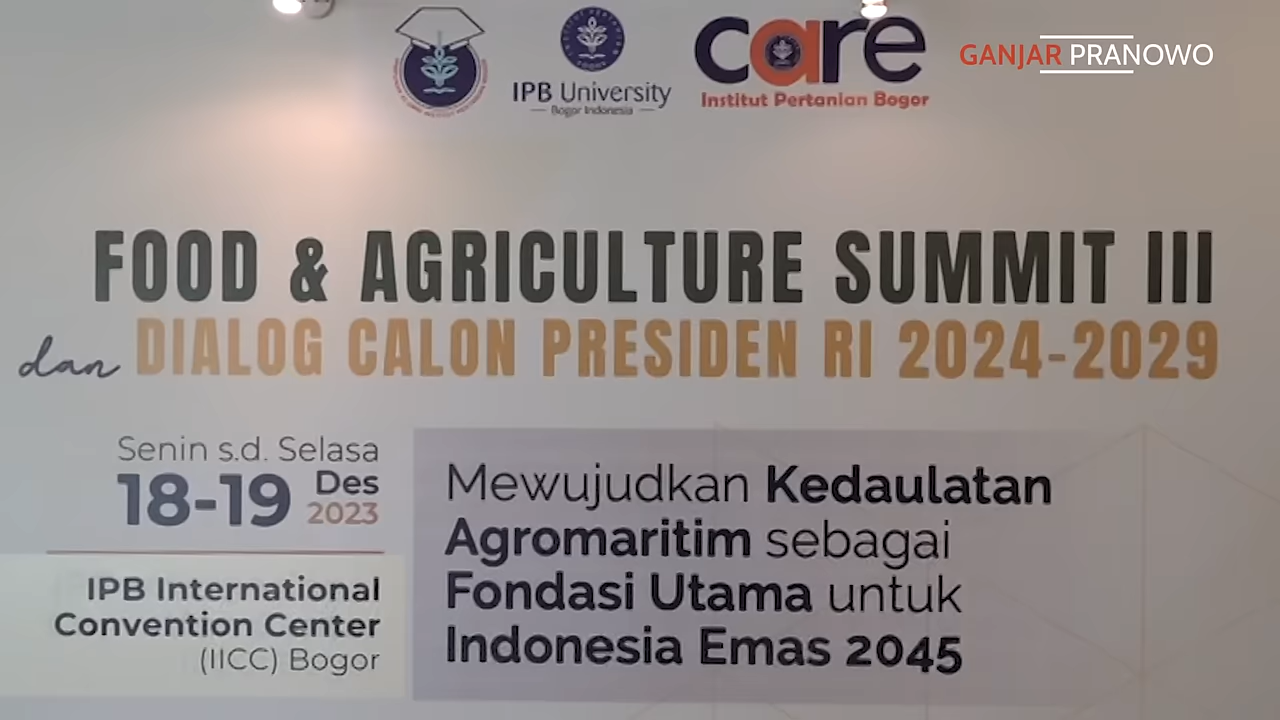 IPB University
Bogor Indonesia
care
Institut Pertanian Bogor
GANJAR PRANOWO
FOOD & AGRICULTURE SUMMIT III
dan DIALOG CALON PRESIDEN RI 2024-2029
Senin s.d. Selasa
18-19 Des 2023
IPB International
Convention Center
(IICC) Bogor
Mewujudkan Kedaulatan
Agromaritim sebagai
Fondasi Utama untuk
Indonesia Emas 2045